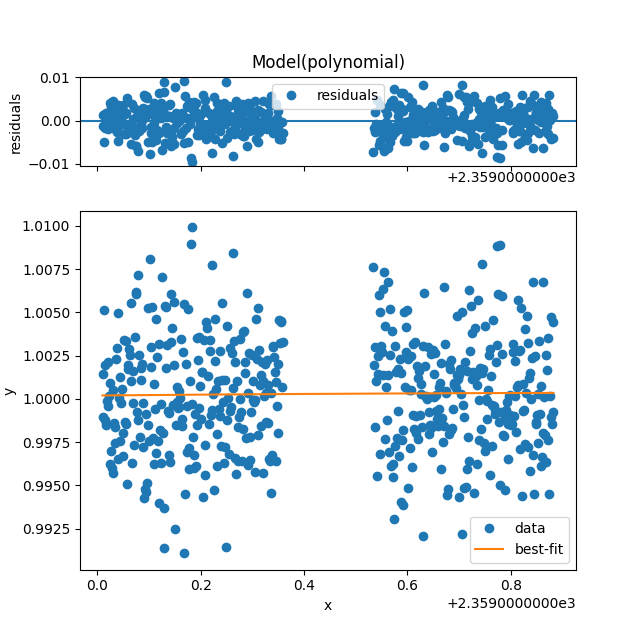 Model(polynomial)
0.01
0.00
−0.01
residuals
residuals
+2.3590000000e3
1.0100
1.0075
1.0050
1.0025
1.0000
0.9975
0.9950
0.9925
y
data
best-fit
0.0 0.2 0.4 0.6 0.8
x
+2.3590000000e3